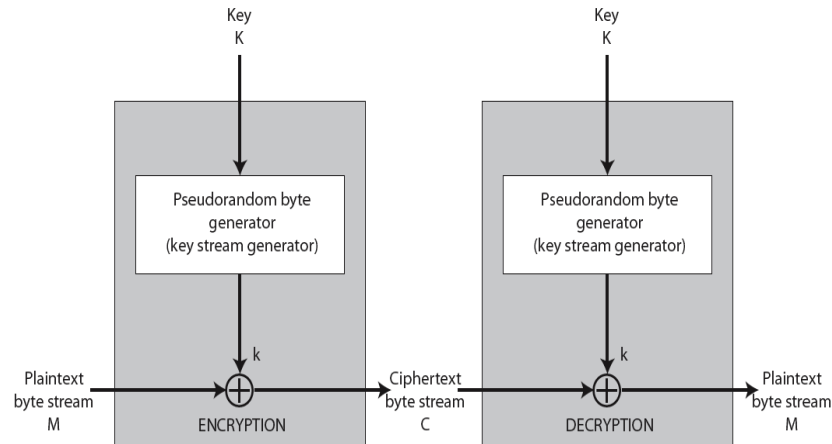 Key
K
Key
K
Pseudorandom byte
generator
(key stream generator)
Pseudorandom byte
generator
(key stream generator)
k
k
Plaintext
byte stream
M
ENCRYPTION
Ciphertext
byte stream
C
DECRYPTION
Plaintext
byte stream
M